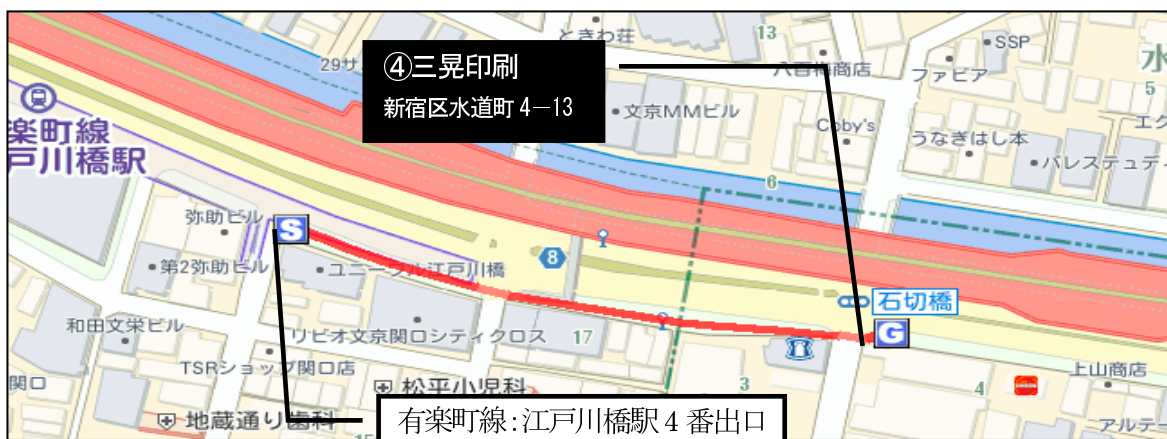 ときわ荘
13
SSP
29サ
④三晃印刷
新宿区水道町4－13
八百梅商店
ファビア
水
5
文京MMビル
Coby's
うなぎはし本
エク
パレステュディ
楽町線
戸川橋駅
6
弥助ビル
S
8
第2弥助ビル
ユニーブル江戸川橋
石切橋
G
和田文栄ビル
リビオ文京関口シティクロス
17
TSRショップ関口店
上山商店
関口
松平小児科
3
4
地蔵通り歯科
有楽町線:江戸川橋駅4番出口
アルテー
15